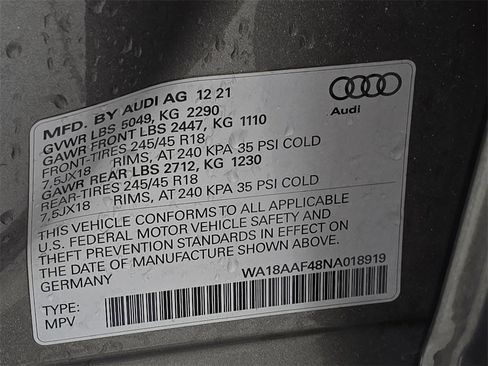 MFD. BY AUDI AG 12 21
GVWR LBS 5049, KG 2290
GAWR FRONT LBS 2447, KG 1110
FRONT-TIRES 245/45 R18
7,5JX18 RIMS, AT 240 KPA 35 PSI COLD
GAWR REAR LBS 2712, KG 1230
REAR-TIRES 245/45 R18
7,5JX18 RIMS, AT 240 KPA 35 PSI COLD
THIS VEHICLE CONFORMS TO ALL APPLICABLE
U.S. FEDERAL MOTOR VEHICLE SAFETY AND
THEFT PREVENTION STANDARDS IN EFFECT ON
THE DATE OF MANUFACTURE SHOWN ABOVE.
GERMANY
WA18AAF48NA018919
TYPE:
MPV
Audi